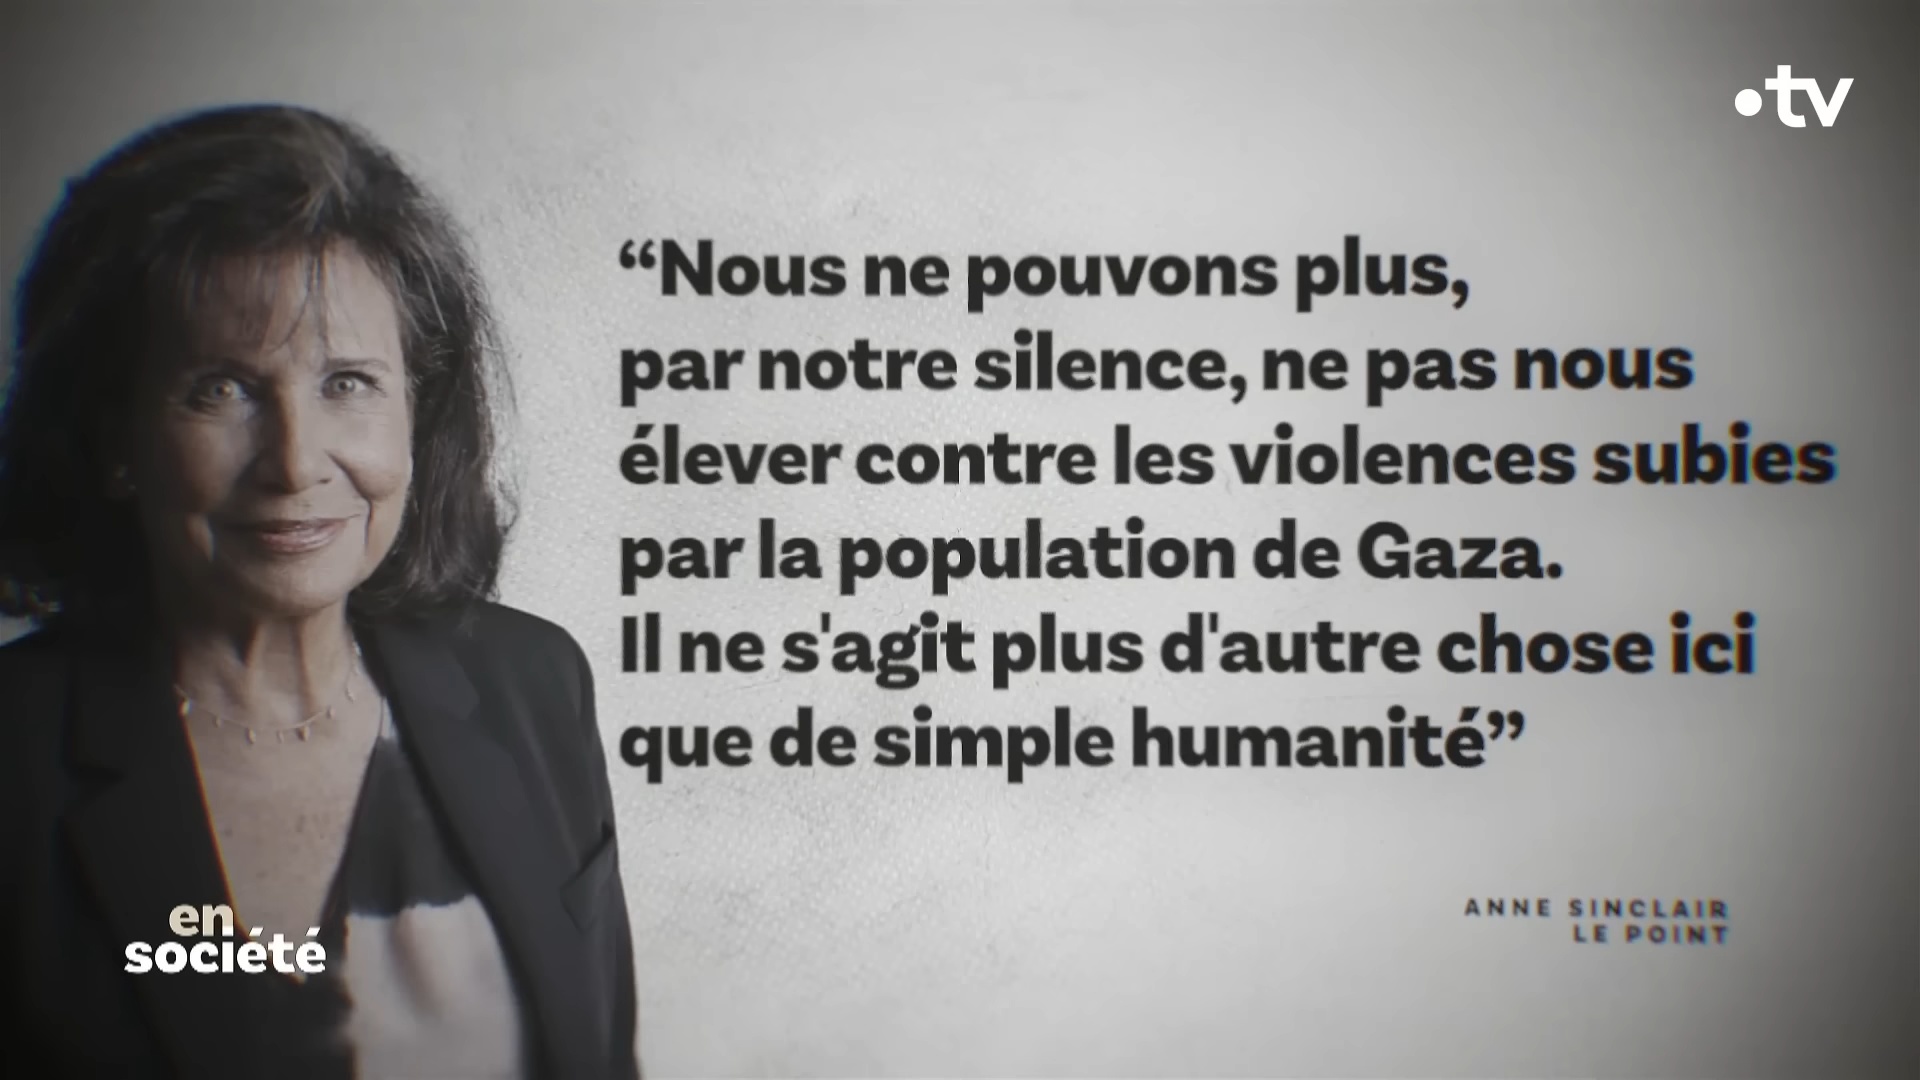 tv
“Nous ne pouvons plus,
par notre silence, ne pas nous
élever contre les violences subies
par la population de Gaza.
Il ne s'agit plus d'autre chose ici
que de simple humanité”
ANNE SINCLAIR
LE POINT
en
société